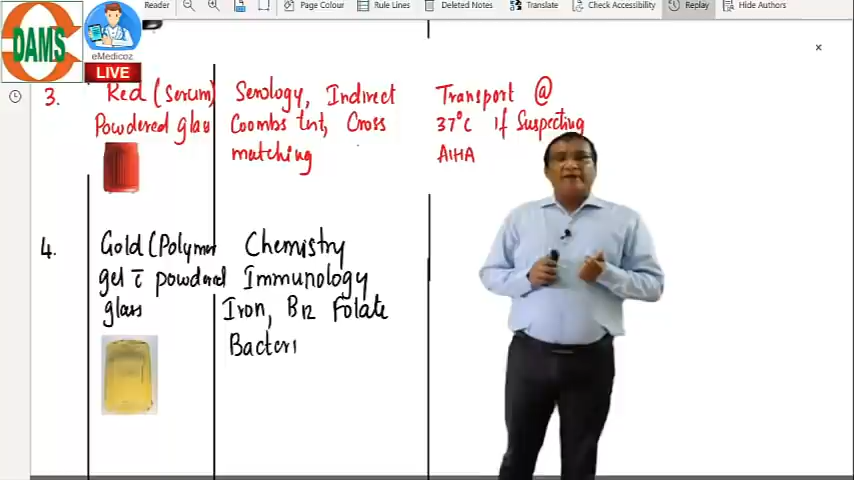 Reader
Page Colour
Rule Lines
Deleted Notes
Translate
Check Accessibility
Replay
Hide Authors
DAMS
eMedicoz
LIVE
3.
Red (Serum)
Powdered glass
Serology, Indirect
Coombs test, Cross
matching
Transport @
37°C If Suspecting
AIHA
4.
Gold (Polymer
gel c̄ powdered
glass
Chemistry
Immunology
Iron, B12 Folate
Bacteri